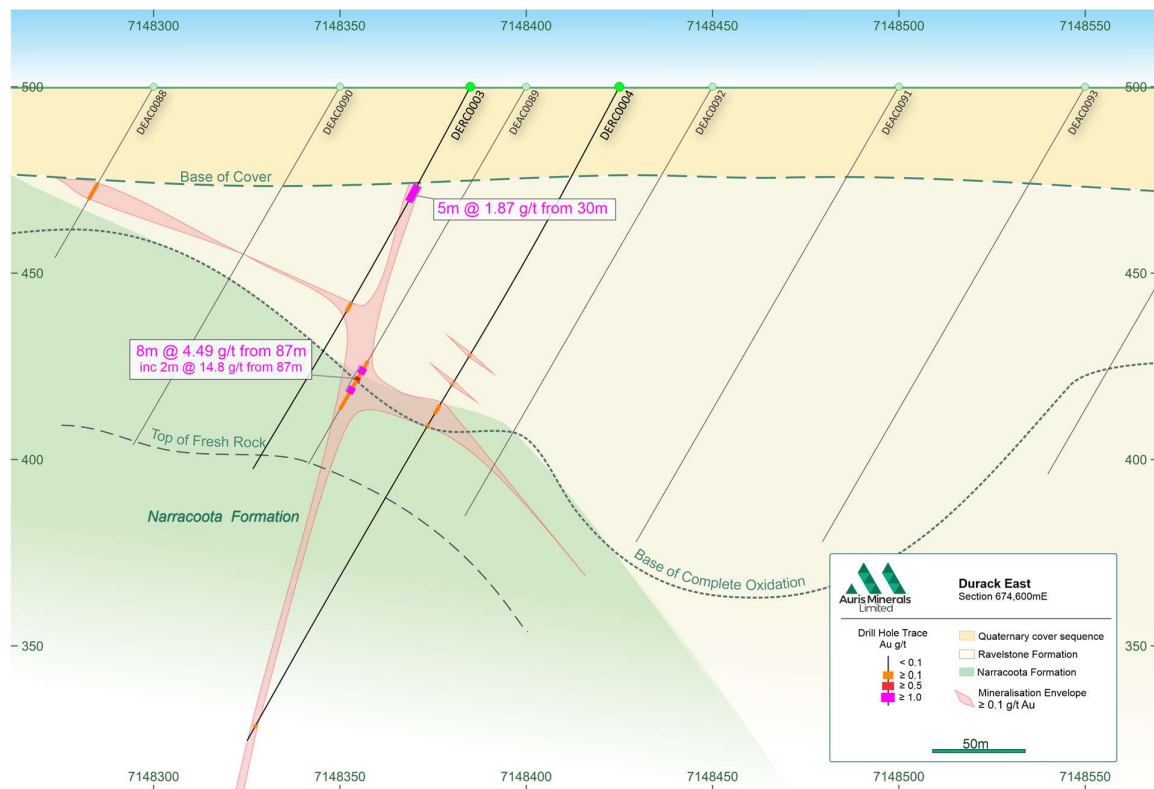 7148300
7148350
7148400
7148450
7148500
7148550
500
500
DEAC0088
DEAC0090
DERC0003
DEAC0089
DERC0004
DEAC0092
DEAC0091
DEAC0093
Base of Cover
5m @ 1.87 g/t from 30m
450
450
8m @ 4.49 g/t from 87m
inc 2m @ 14.8 g/t from 87m
Top of Fresh Rock
400
400
Narracoota Formation
Base of Complete Oxidation
350
350
Auris Minerals
Limited
Durack East
Section 674,600mE
Drill Hole Trace
Au g/t
< 0.1
≥ 0.1
≥ 0.5
≥ 1.0
Quaternary cover sequence
Ravelstone Formation
Narracoota Formation
Mineralisation Envelope
≥ 0.1 g/t Au
50m
7148300
7148350
7148400
7148450
7148500
7148550